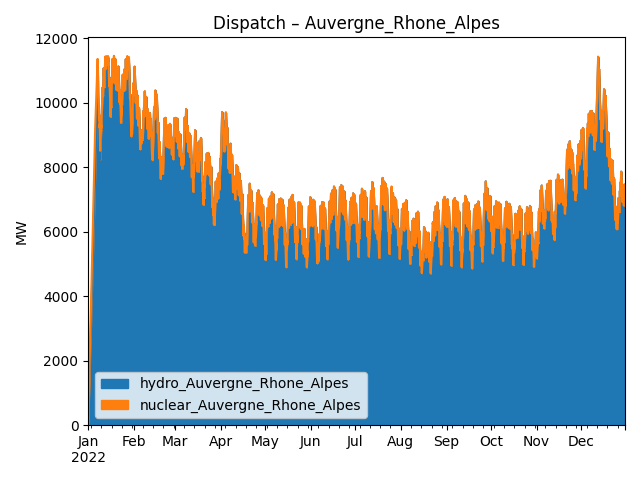 Dispatch – Auvergne_Rhone_Alpes
12000
10000
8000
6000
4000
2000
0
MW
hydro_Auvergne_Rhone_Alpes
nuclear_Auvergne_Rhone_Alpes
Jan Feb Mar Apr May Jun Jul Aug Sep Oct Nov Dec
2022